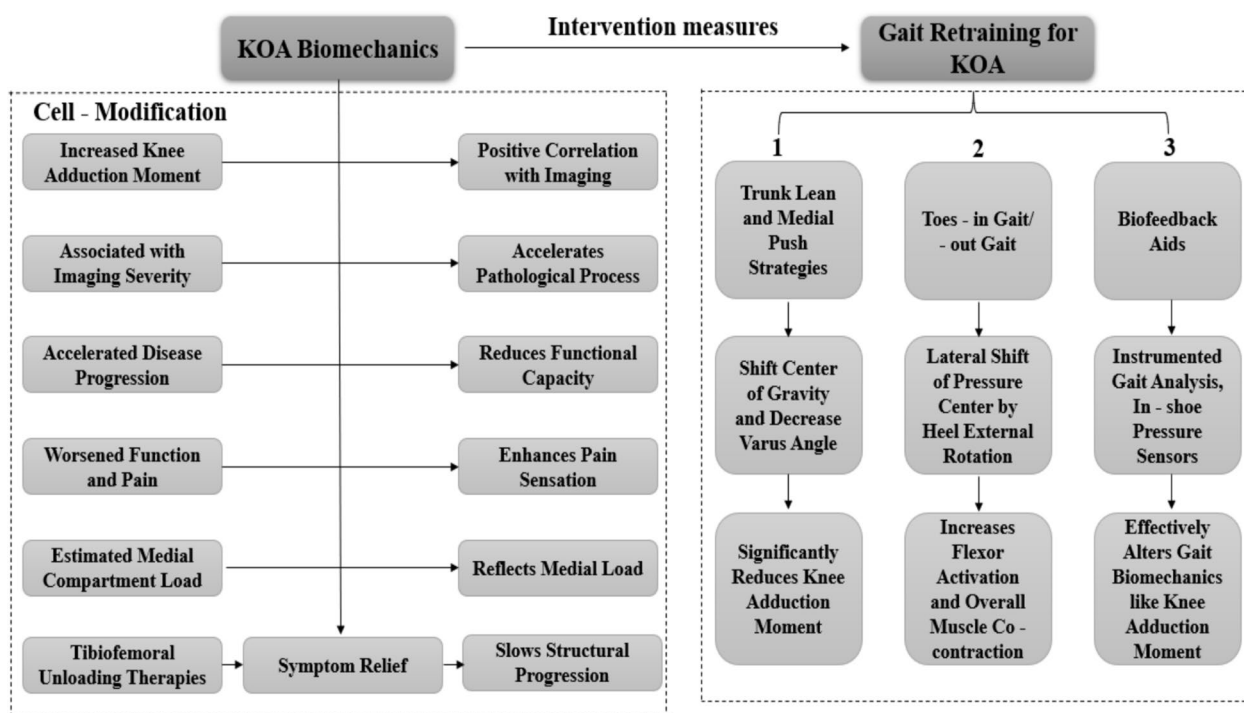 KOA Biomechanics
Intervention measures
Gait Retraining for
KOA
Cell - Modification
Increased Knee
Adduction Moment
Positive Correlation
with Imaging
Associated with
Imaging Severity
Accelerates
Pathological Process
Accelerated Disease
Progression
Reduces Functional
Capacity
Worsened Function
and Pain
Enhances Pain
Sensation
Estimated Medial
Compartment Load
Reflects Medial Load
Tibiofemoral
Unloading Therapies
Symptom Relief
Slows Structural
Progression
1
Trunk Lean
and Medial
Push
Strategies
Shift Center
of Gravity
and Decrease
Varus Angle
Significantly
Reduces Knee
Adduction
Moment
2
Toes - in Gait/
- out Gait
Lateral Shift
of Pressure
Center by
Heel External
Rotation
Increases
Flexor
Activation
and Overall
Muscle Co -
contraction
3
Biofeedback
Aids
Instrumented
Gait Analysis,
In - shoe
Pressure
Sensors
Effectively
Alters Gait
Biomechanics
like Knee
Adduction
Moment